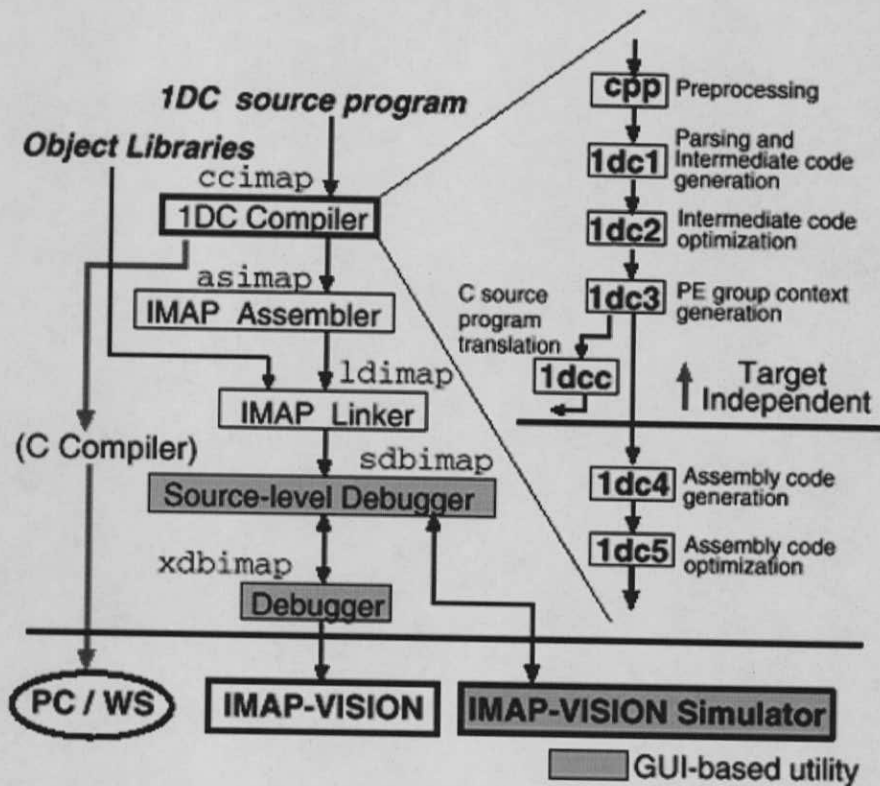 1DC source program
Object Libraries
ccimap
1DC Compiler
asimap
IMAP Assembler
ldimap
IMAP Linker
(C Compiler)
sdbimap
Source-level Debugger
xdbimap
Debugger
PC / WS
IMAP-VISION
IMAP-VISION Simulator
GUI-based utility
cpp
Preprocessing
1dc1
Parsing and
Intermediate code
generation
1dc2
Intermediate code
optimization
1dc3
PE group context
generation
C source
program
translation
1dcc
Target
Independent
1dc4
Assembly code
generation
1dc5
Assembly code
optimization